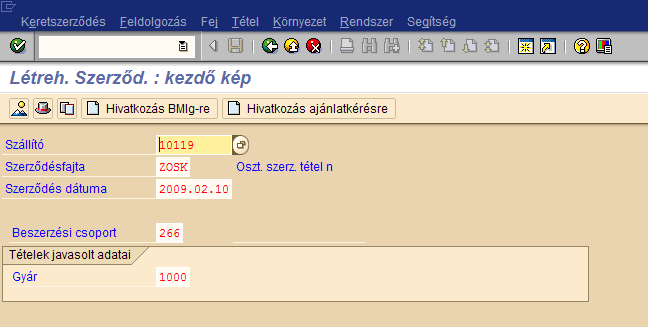 Keretszerződés Feldolgozás Fej Tétel Környezet Rendszer Segítség
Létreh. Szerződ. : kezdő kép
Hivatkozás BMIg-re Hivatkozás ajánlatkérésre
Szállító 10119
Szerződésfajta ZOSK Oszt. szerz. tétel n
Szerződés dátuma 2009.02.10
Beszerzési csoport 266
Tételek javasolt adatai
Gyár 1000